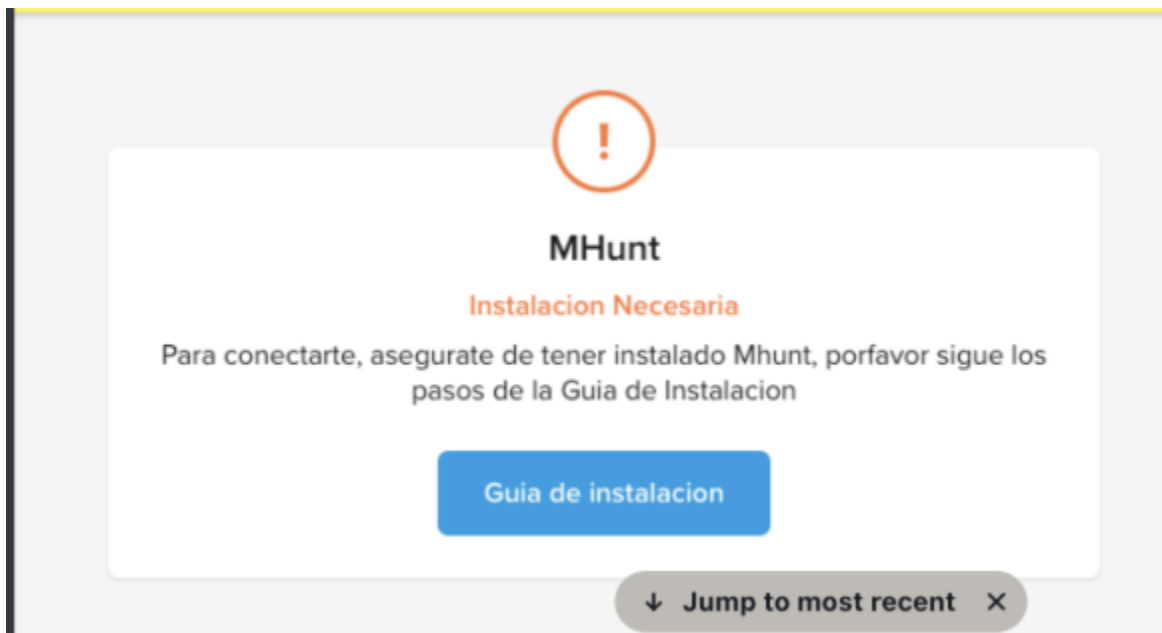 !
MHunt
Instalacion Necesaria
Para conectarte, asegurate de tener instalado Mhunt, porfavor sigue los
pasos de la Guia de Instalacion
Guia de instalacion
↓ Jump to most recent ×